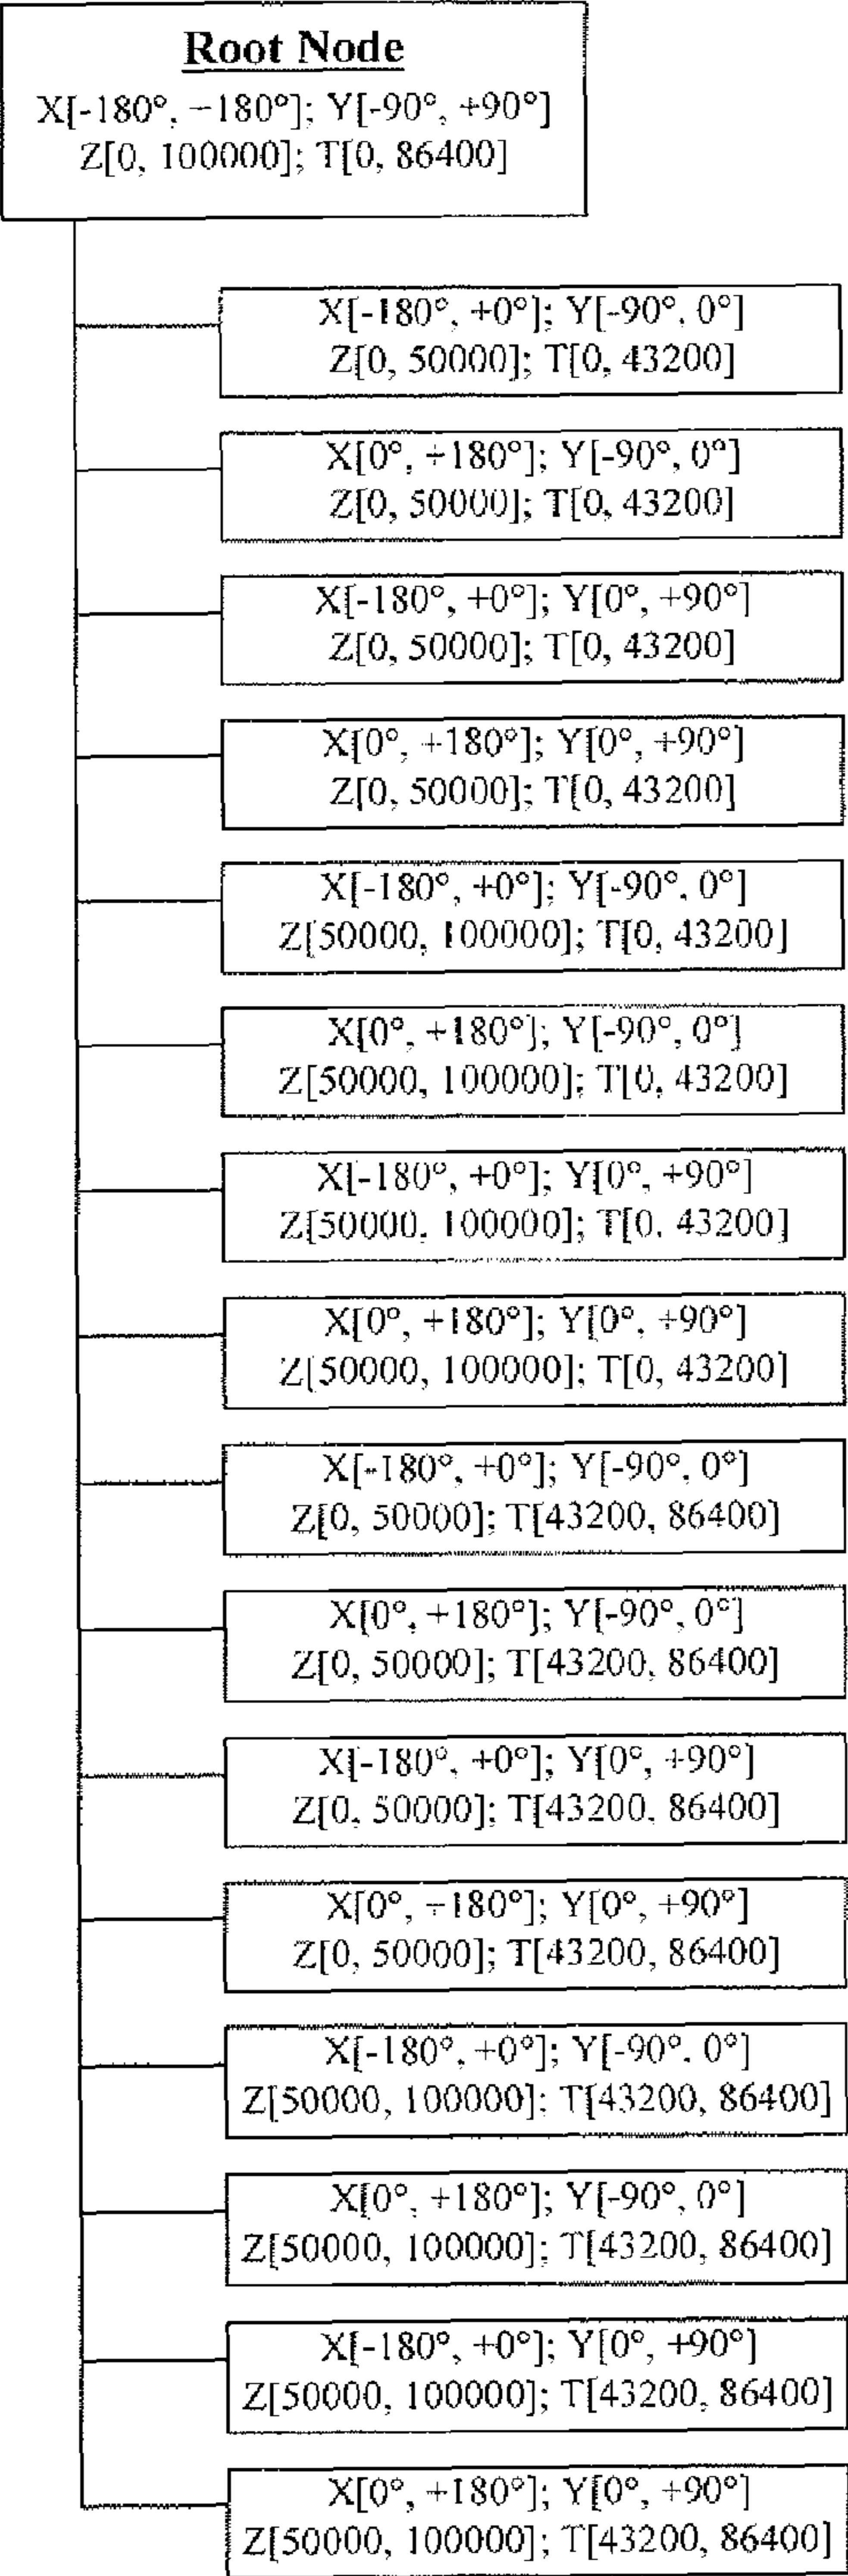 Root Node
X[-180°, +180°]; Y[-90°, +90°]
Z[0, 100000]; T[0, 86400]
X[-180°, +0°]; Y[-90°, 0°]
Z[0, 50000]; T[0, 43200]
X[0°, +180°]; Y[-90°, 0°]
Z[0, 50000]; T[0, 43200]
X[-180°, +0°]; Y[0°, +90°]
Z[0, 50000]; T[0, 43200]
X[0°, +180°]; Y[0°, +90°]
Z[0, 50000]; T[0, 43200]
X[-180°, +0°]; Y[-90°, 0°]
Z[50000, 100000]; T[0, 43200]
X[0°, +180°]; Y[-90°, 0°]
Z[50000, 100000]; T[0, 43200]
X[-180°, +0°]; Y[0°, +90°]
Z[50000, 100000]; T[0, 43200]
X[0°, +180°]; Y[0°, +90°]
Z[50000, 100000]; T[0, 43200]
X[-180°, +0°]; Y[-90°, 0°]
Z[0, 50000]; T[43200, 86400]
X[0°, +180°]; Y[-90°, 0°]
Z[0, 50000]; T[43200, 86400]
X[-180°, +0°]; Y[0°, +90°]
Z[0, 50000]; T[43200, 86400]
X[0°, +180°]; Y[0°, +90°]
Z[0, 50000]; T[43200, 86400]
X[-180°, +0°]; Y[-90°, 0°]
Z[50000, 100000]; T[43200, 86400]
X[0°, +180°]; Y[-90°, 0°]
Z[50000, 100000]; T[43200, 86400]
X[-180°, +0°]; Y[0°, +90°]
Z[50000, 100000]; T[43200, 86400]
X[0°, +180°]; Y[0°, +90°]
Z[50000, 100000]; T[43200, 86400]